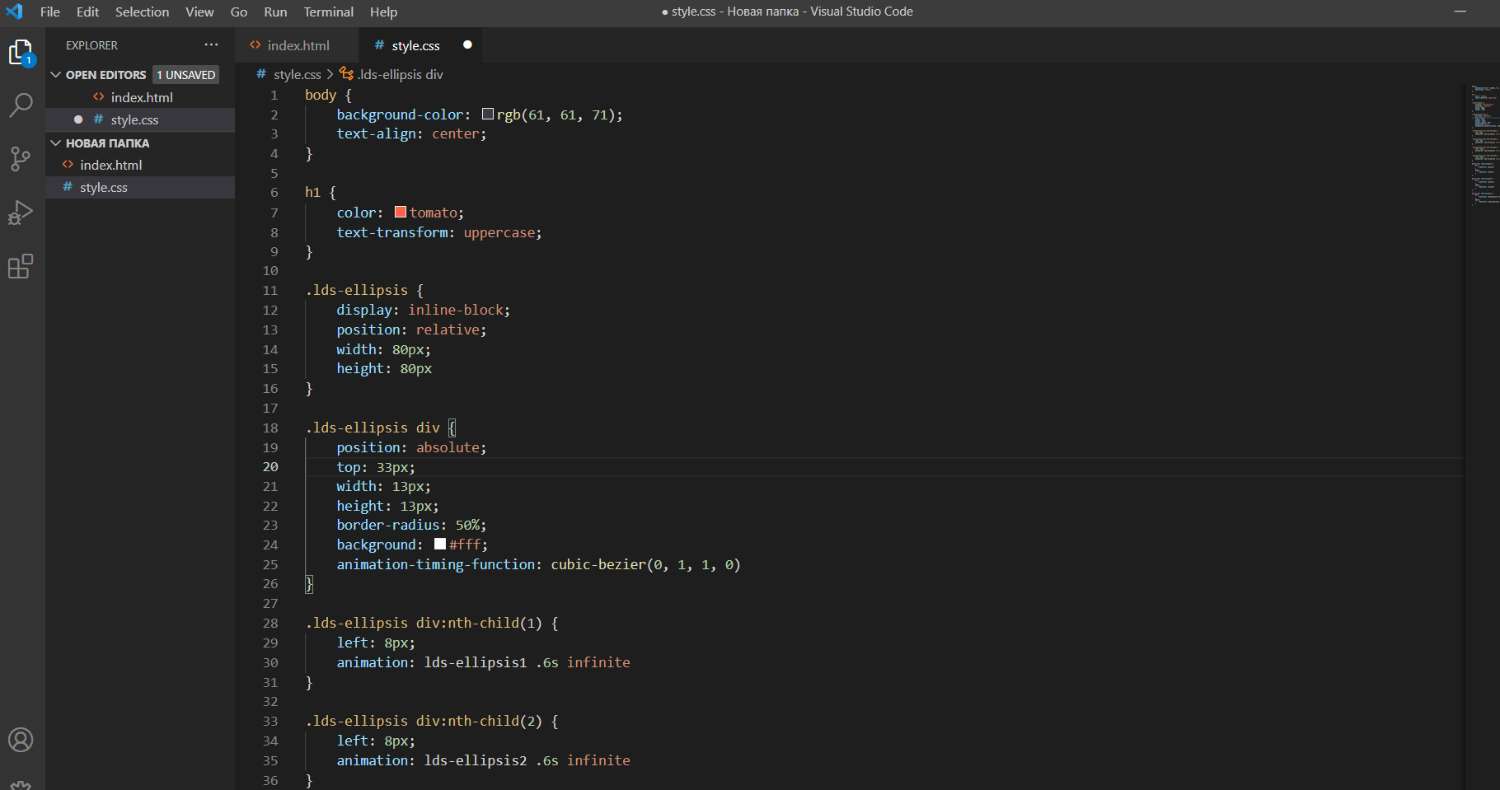 File Edit Selection View Go Run Terminal Help
● style.css - Новая папка - Visual Studio Code
1
EXPLORER ···
OPEN EDITORS 1 UNSAVED
index.html
# style.css
НОВАЯ ПАПКА
index.html
# style.css
index.html
# style.css
# style.css > .lds-ellipsis div
1 body {
2 background-color: rgb(61, 61, 71);
3 text-align: center;
4 }
5
6 h1 {
7 color: tomato;
8 text-transform: uppercase;
9 }
10
11 .lds-ellipsis {
12 display: inline-block;
13 position: relative;
14 width: 80px;
15 height: 80px
16 }
17
18 .lds-ellipsis div {
19 position: absolute;
20 top: 33px;
21 width: 13px;
22 height: 13px;
23 border-radius: 50%;
24 background: #fff;
25 animation-timing-function: cubic-bezier(0, 1, 1, 0)
26 }
27
28 .lds-ellipsis div:nth-child(1) {
29 left: 8px;
30 animation: lds-ellipsis1 .6s infinite
31 }
32
33 .lds-ellipsis div:nth-child(2) {
34 left: 8px;
35 animation: lds-ellipsis2 .6s infinite
36 }